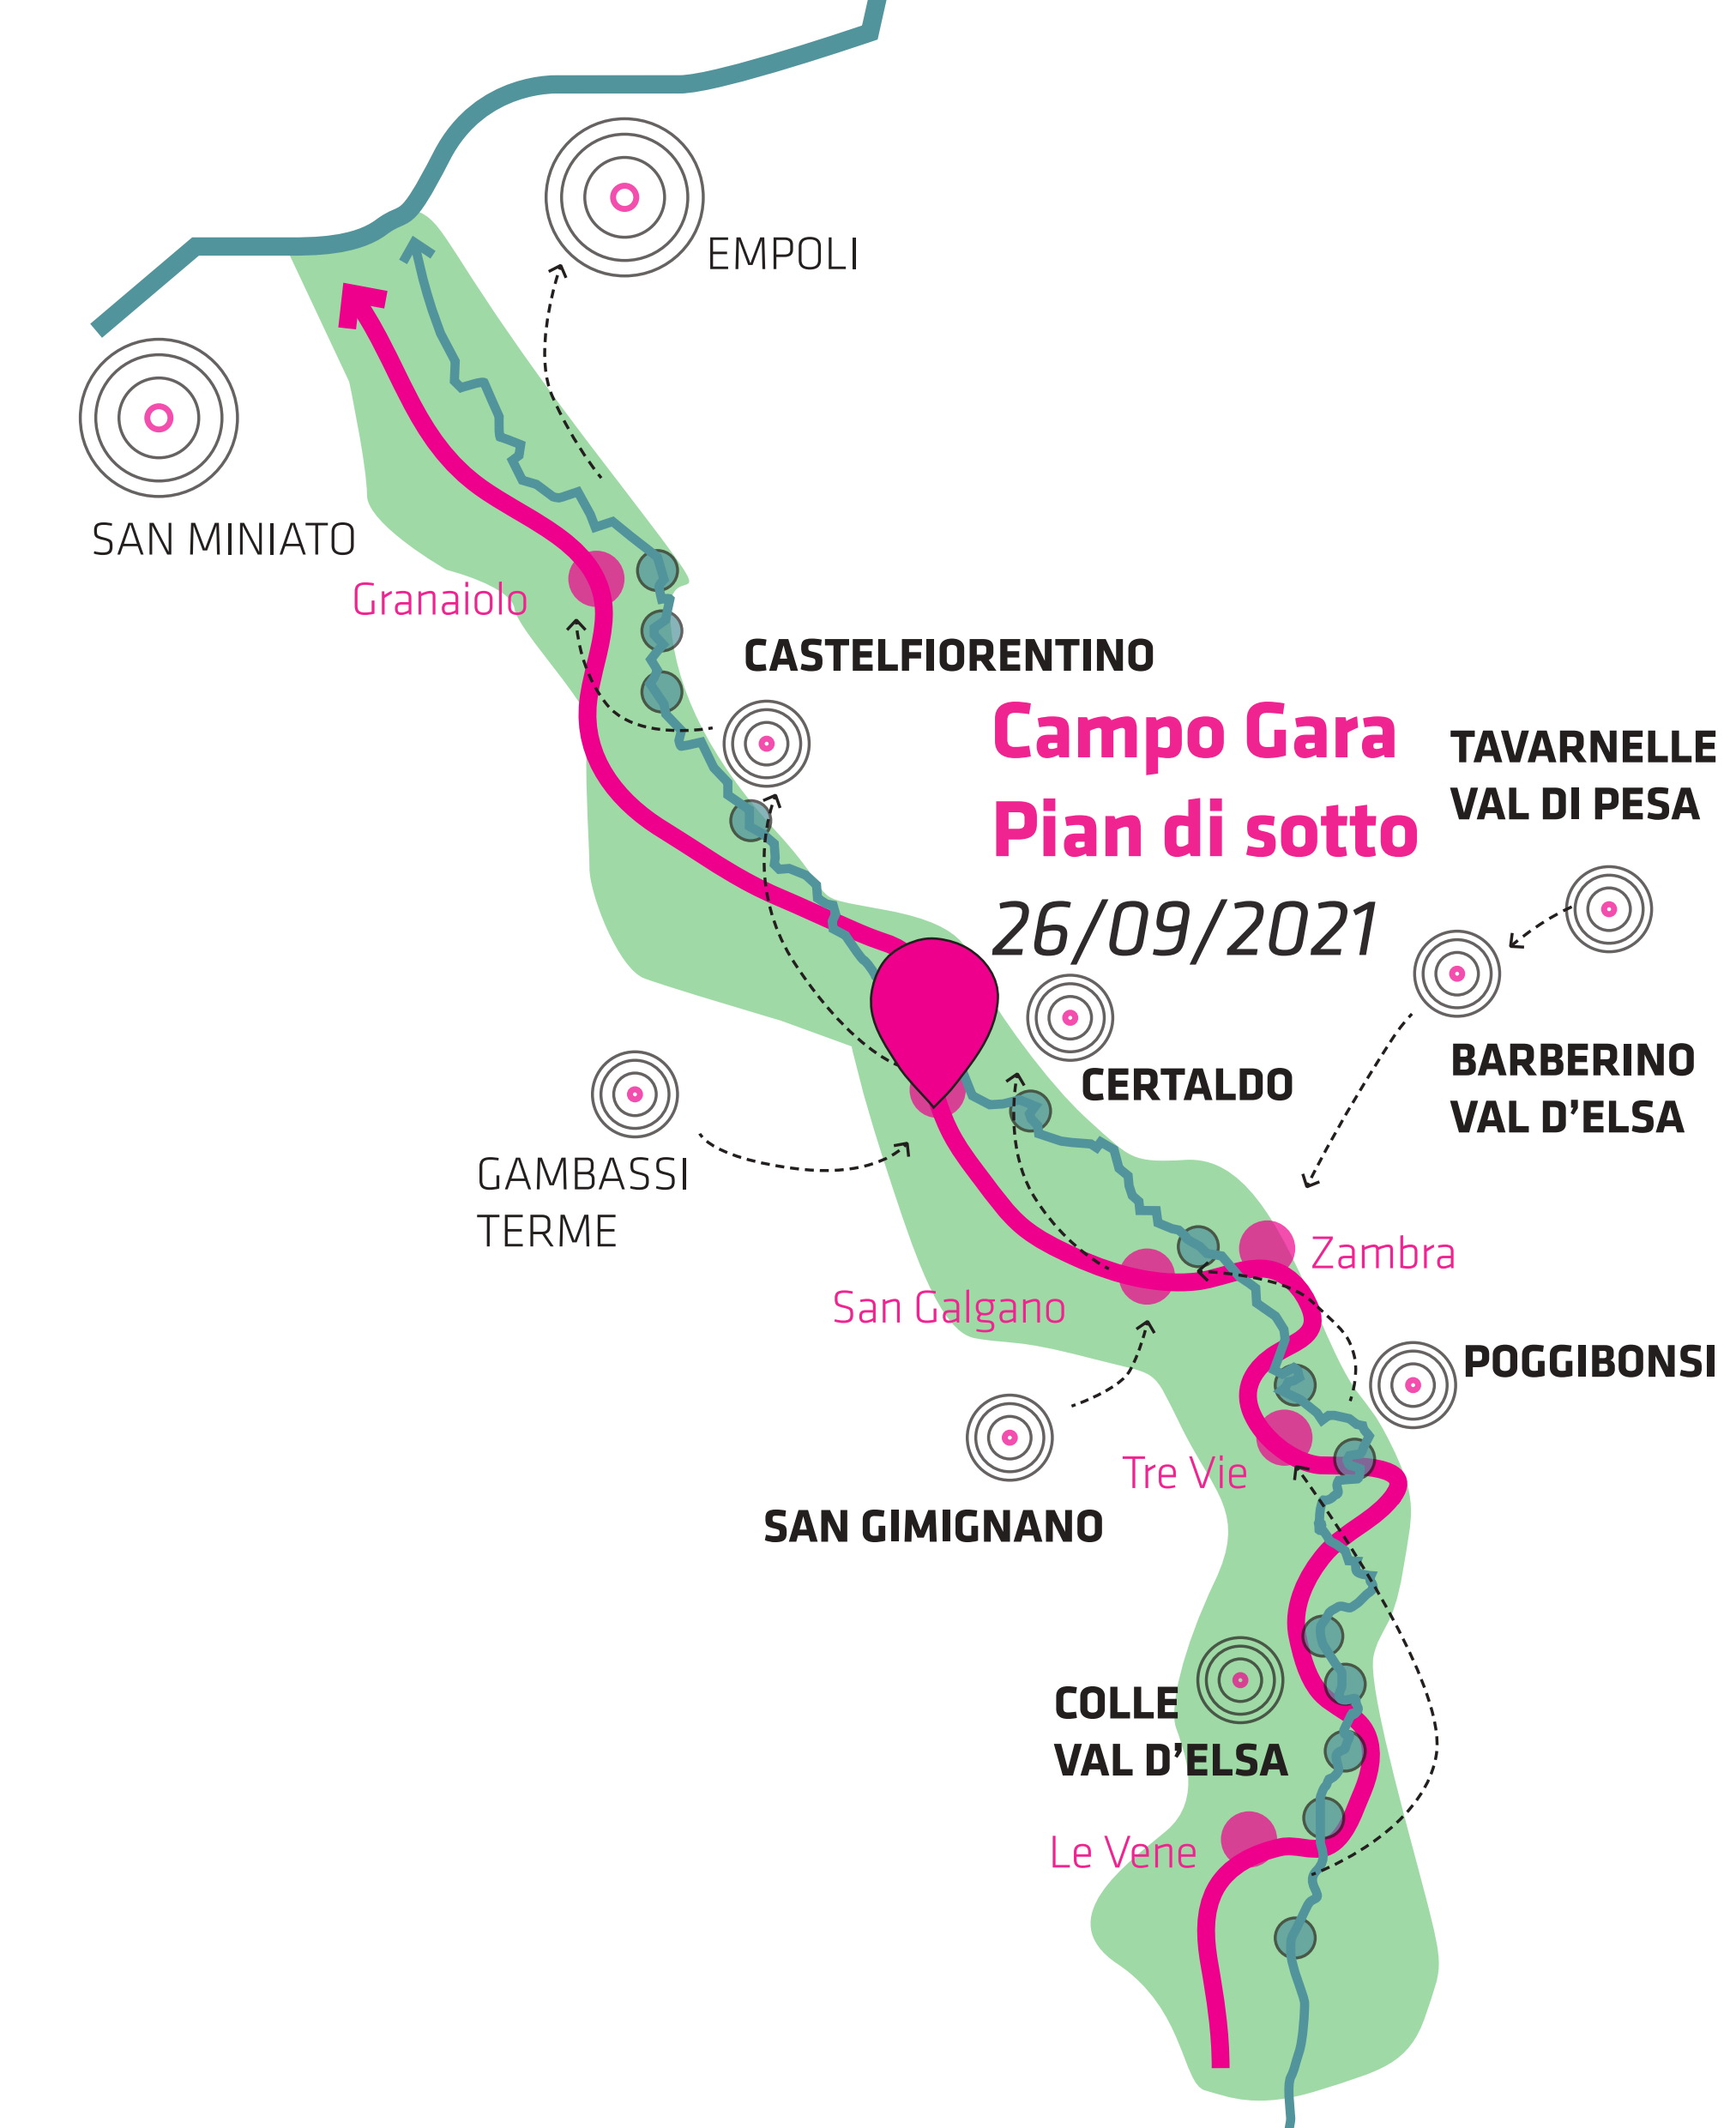 EMPOLI
SAN MINIATO
Granaiolo
CASTELFIORENTINO
Campo Gara
Pian di sotto
26/09/2021
TAVARNELLE
VAL DI PESA
BARBERINO
VAL D’ELSA
CERTALDO
GAMBASSI
TERME
Zambra
San Galgano
POGGIBONSI
Tre Vie
SAN GIMIGNANO
COLLE
VAL D’ELSA
Le Vene